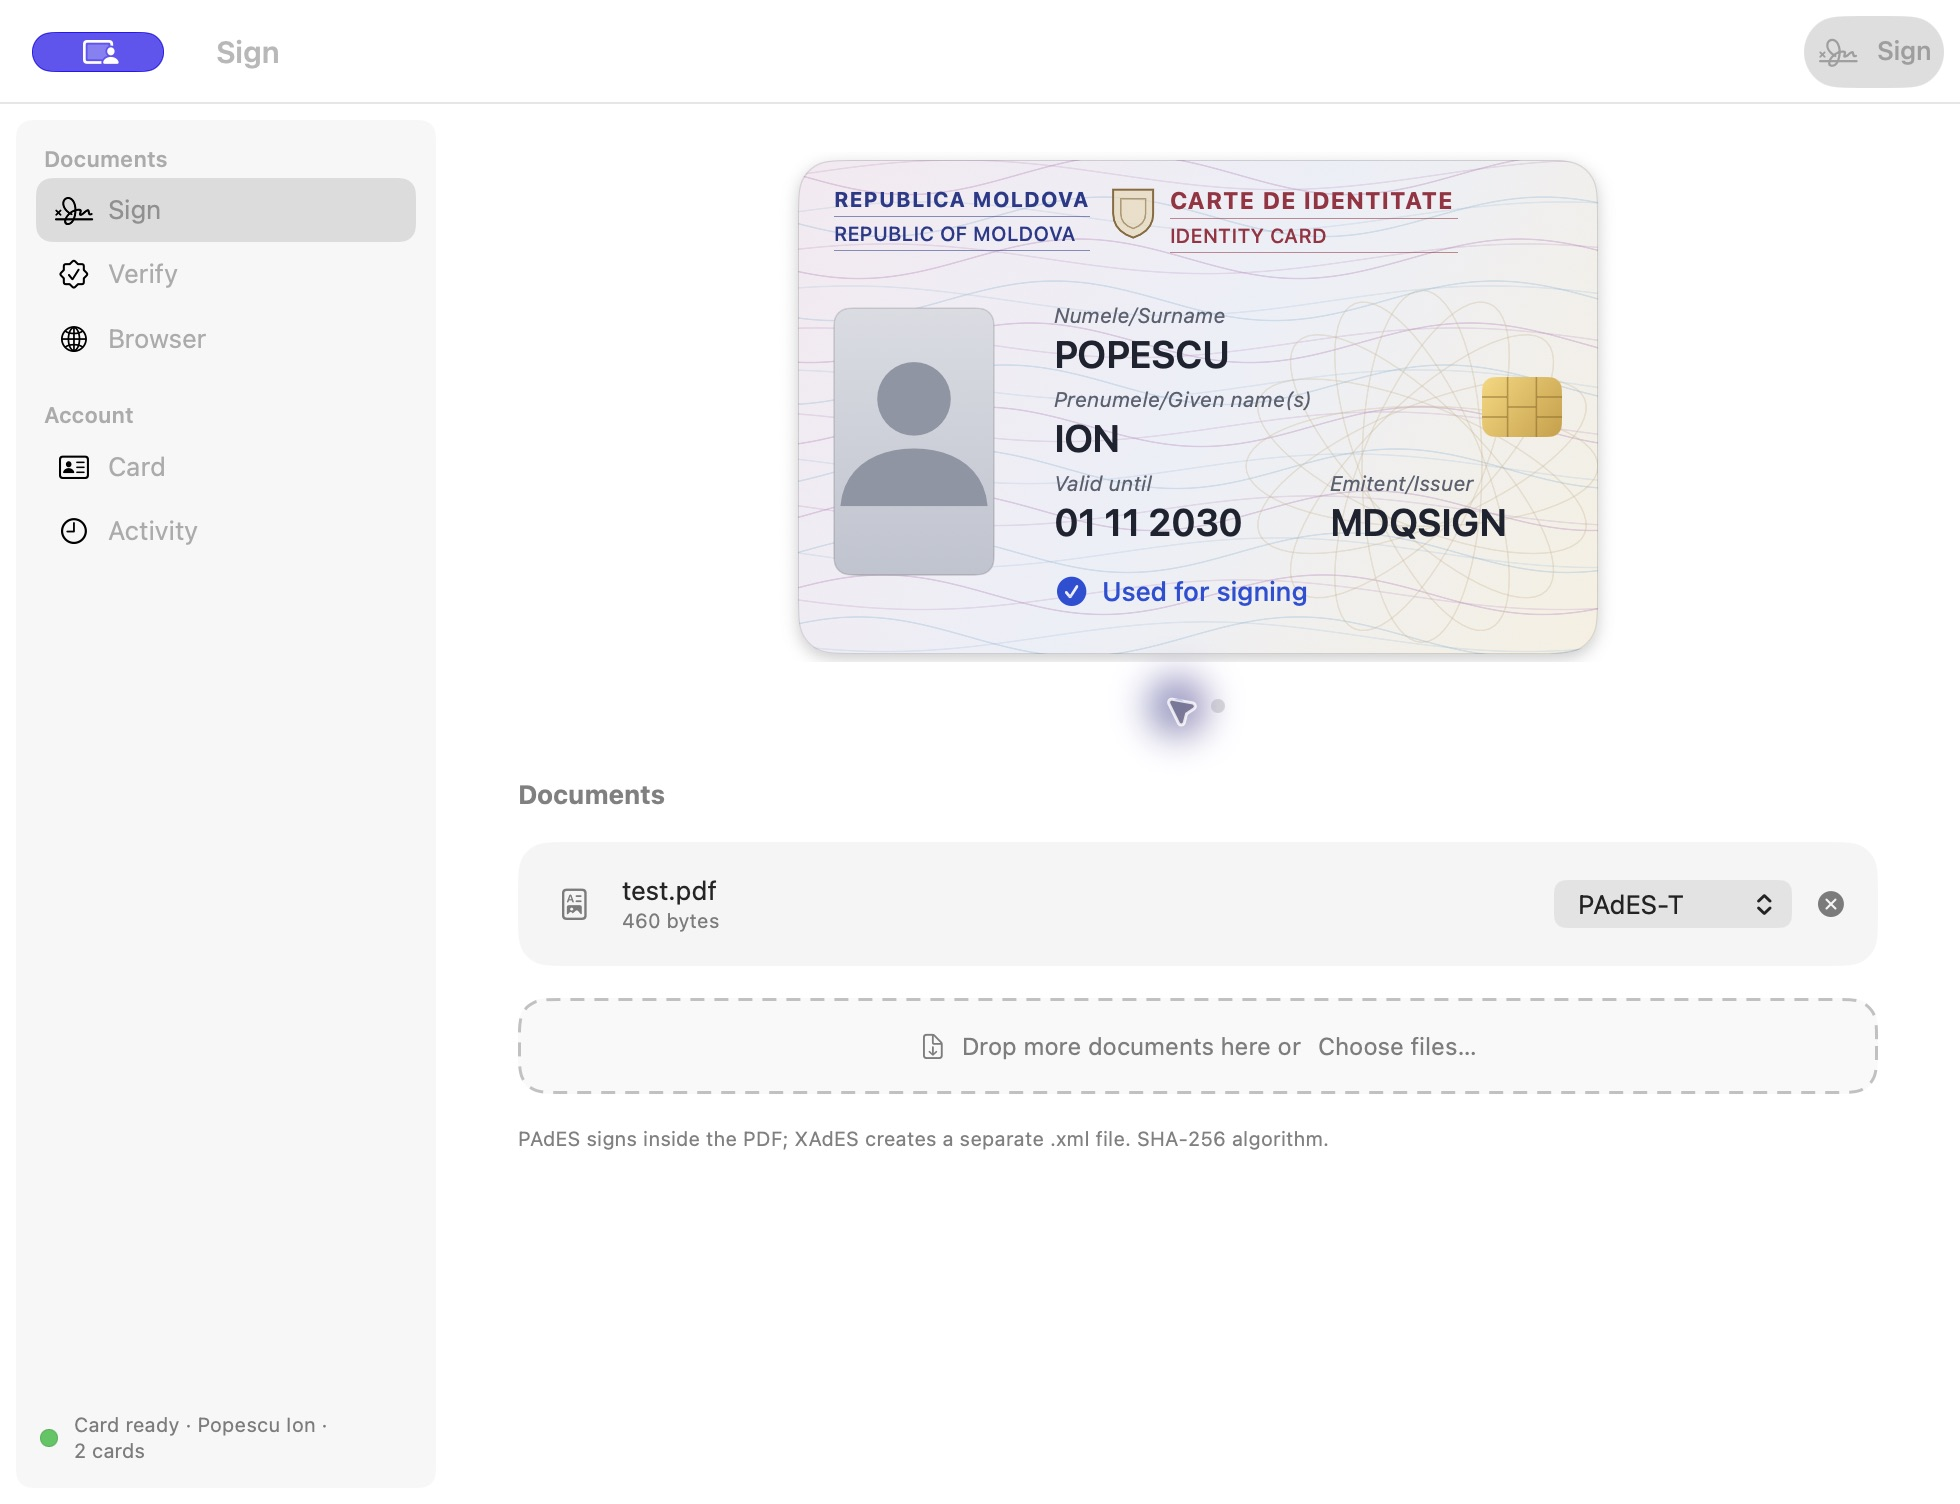 Sign
Sign
Documents
Sign
Verify
Browser
Account
Card
Activity
Card ready · Popescu Ion ·
2 cards
REPUBLICA MOLDOVA
REPUBLIC OF MOLDOVA
CARTE DE IDENTITATE
IDENTITY CARD
Numele/Surname
POPESCU
Prenumele/Given name(s)
ION
Valid until
01 11 2030
Emitent/Issuer
MDQSIGN
Used for signing
Documents
test.pdf
460 bytes
PAdES-T
Drop more documents here or Choose files...
PAdES signs inside the PDF; XAdES creates a separate .xml file. SHA-256 algorithm.